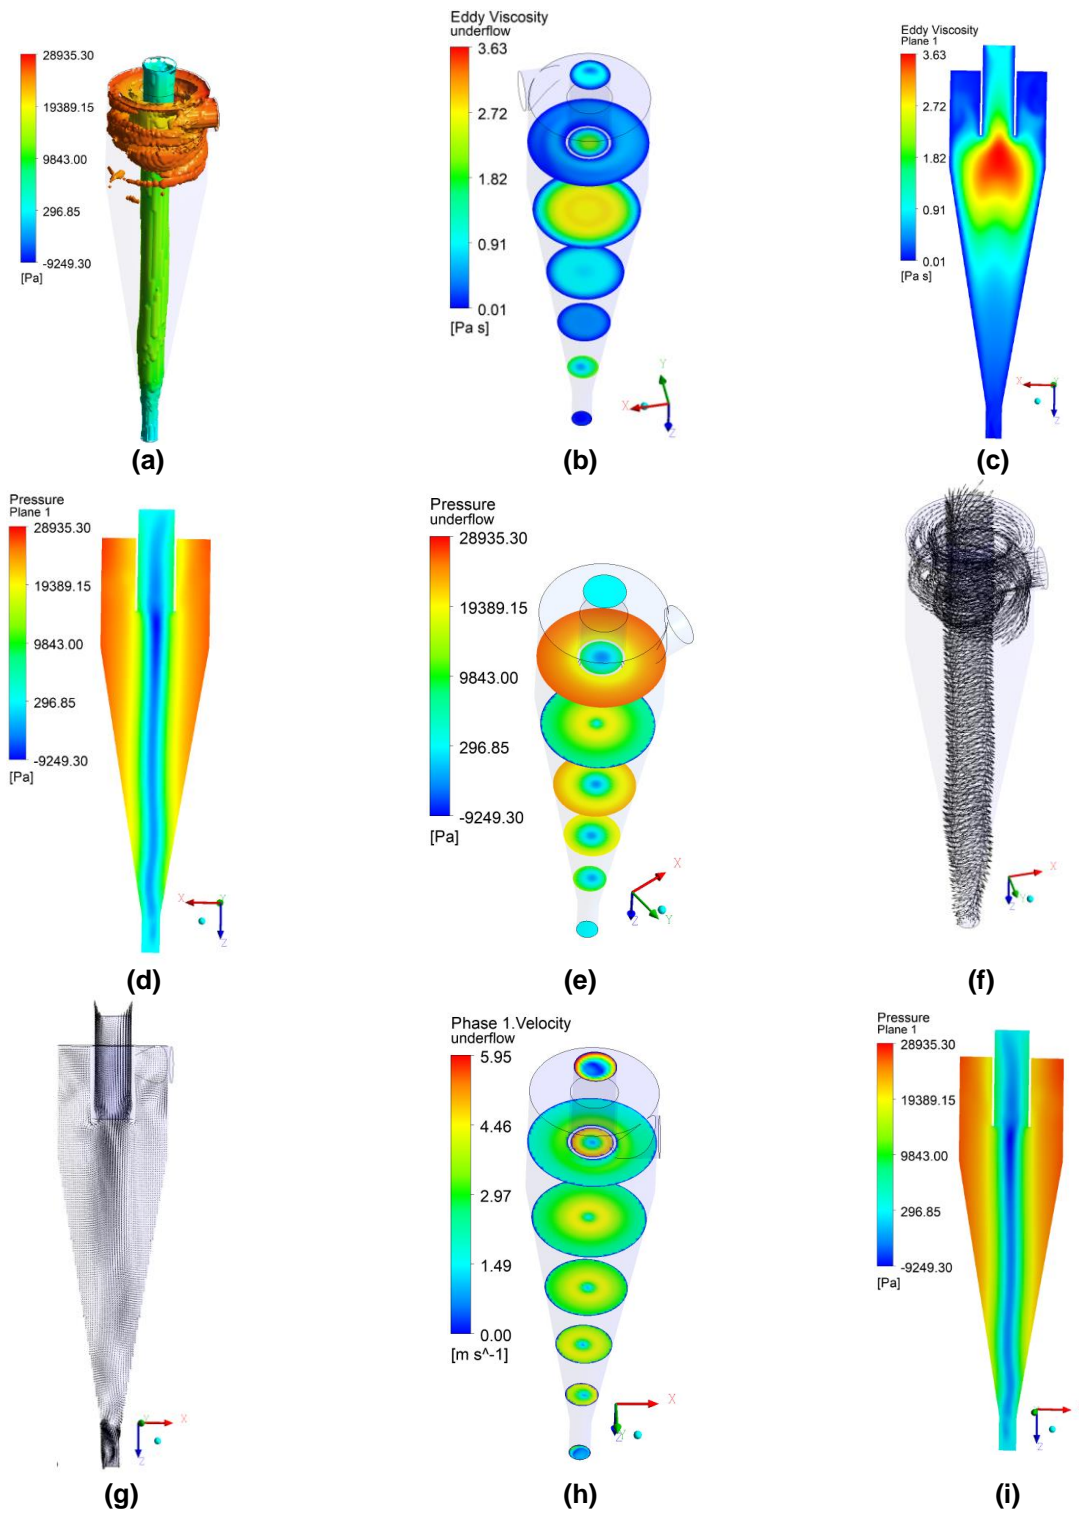 28935.30
19389.15
9843.00
296.85
-9249.30
[Pa]
(a)
Eddy Viscosity
underflow
3.63
2.72
1.82
0.91
0.01
[Pa s]
Y
X
Z
(b)
Eddy Viscosity
Plane 1
3.63
2.72
1.82
0.91
0.01
[Pa s]
X
Y
Z
(c)
Pressure
Plane 1
28935.30
19389.15
9843.00
296.85
-9249.30
[Pa]
X
Y
Z
(d)
Pressure
underflow
28935.30
19389.15
9843.00
296.85
-9249.30
[Pa]
X
Z
Y
(e)
X
Z
Y
(f)
X
Z
(g)
Phase 1.Velocity
underflow
5.95
4.46
2.97
1.49
0.00
[m s^-1]
X
Z
Y
(h)
Pressure
Plane 1
28935.30
19389.15
9843.00
296.85
-9249.30
[Pa]
Z
(i)